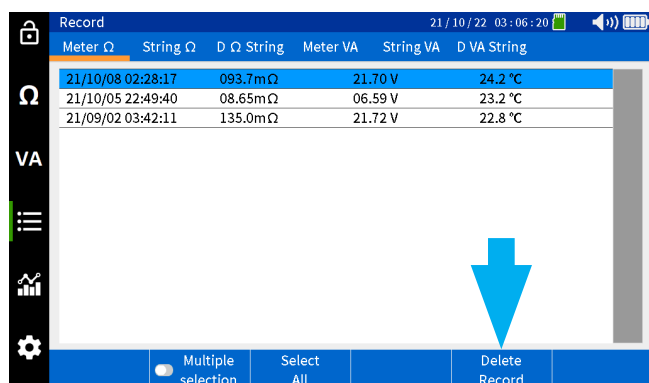 Record 21/10/22 03:06:20
Meter Ω String Ω D Ω String Meter VA String VA D VA String
21/10/08 02:28:17 093.7mΩ 21.70 V 24.2 ℃
21/10/05 22:49:40 08.65mΩ 06.59 V 23.2 ℃
21/09/02 03:42:11 135.0mΩ 21.72 V 22.8 ℃
Ω
VA
Multiple Select Delete
selection All Record